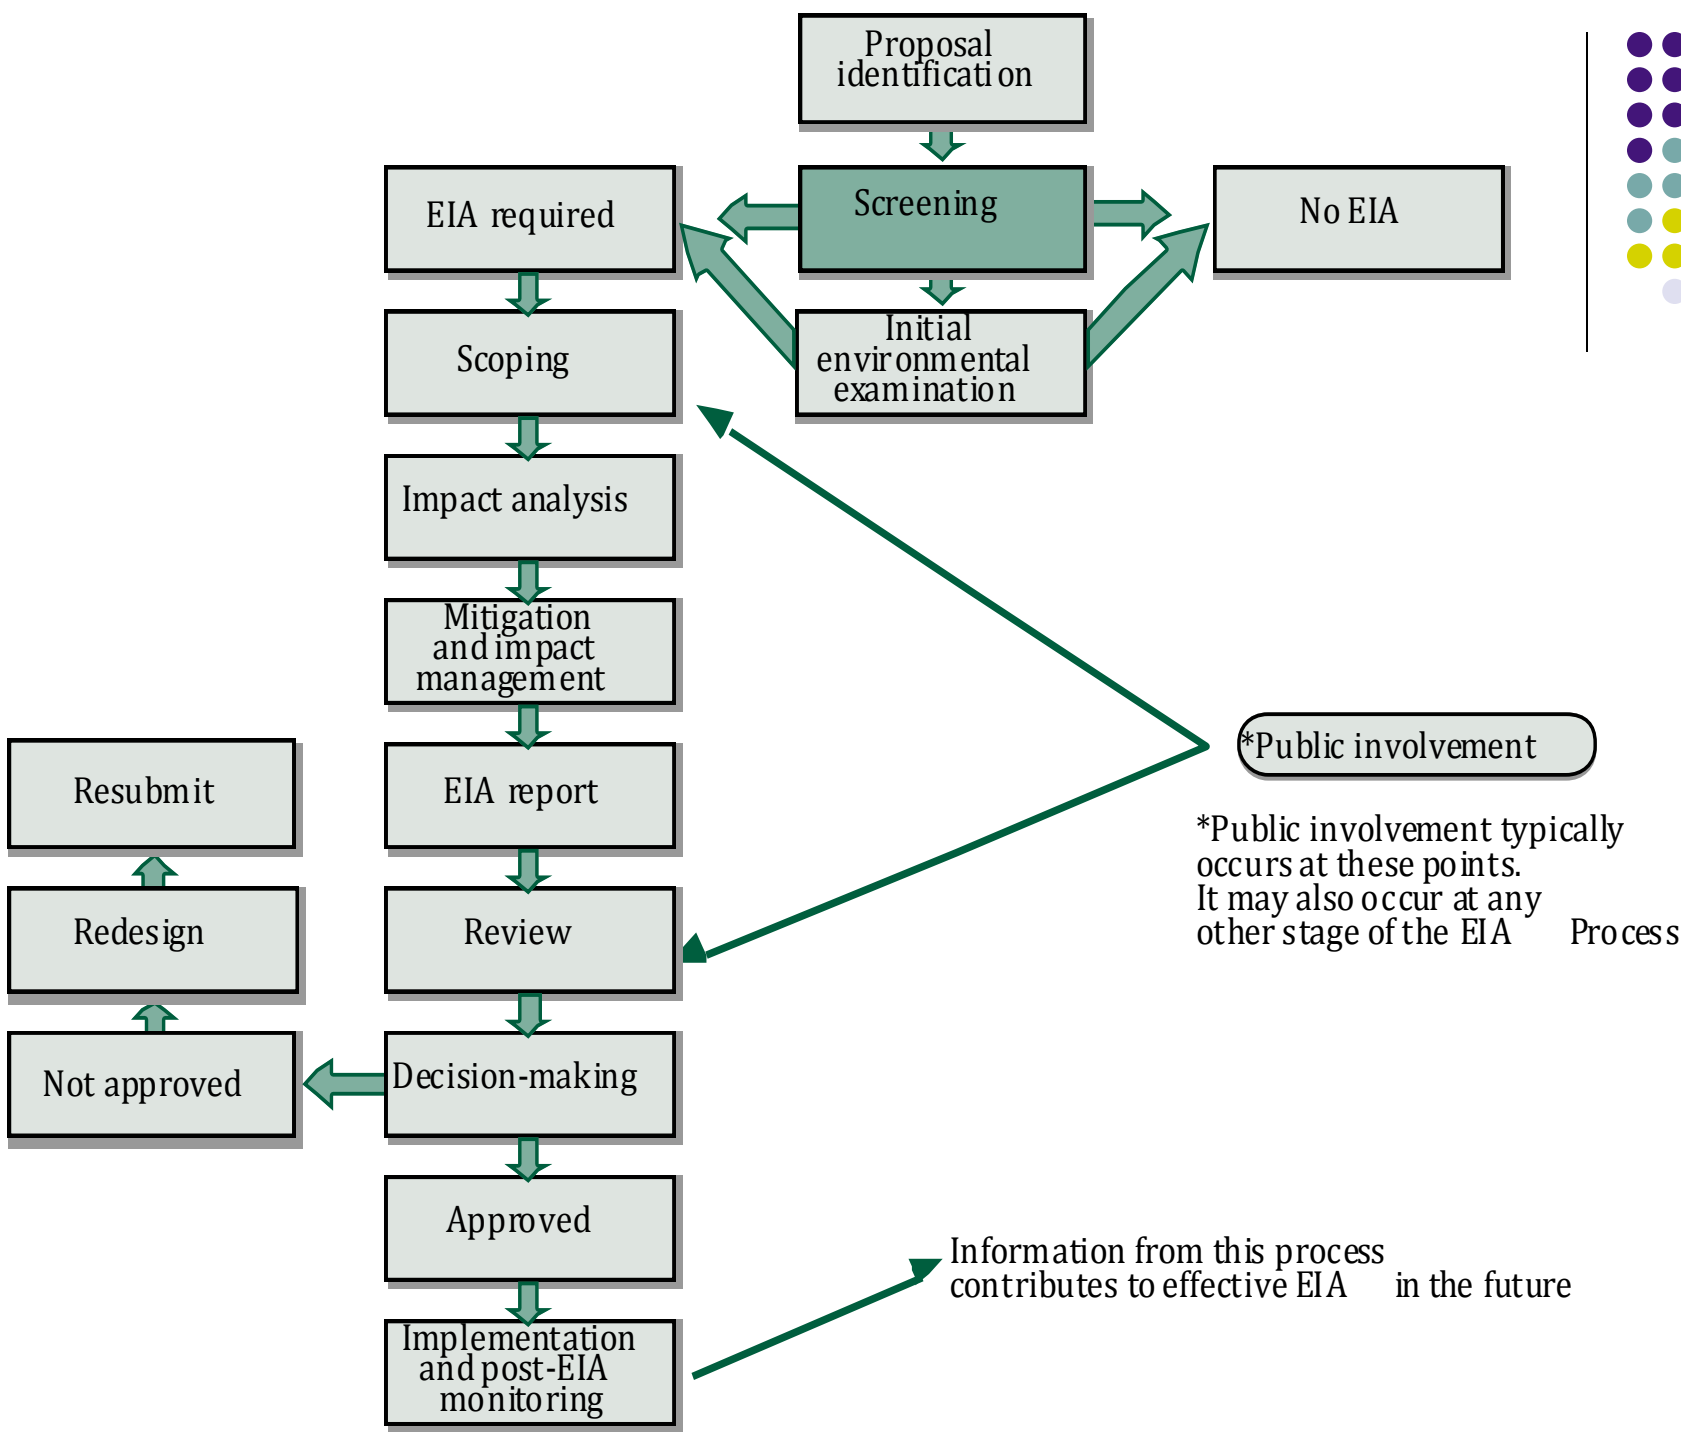 Proposal
identification
EIA required
Screening
No EIA
Scoping
Initial
environmental
examination
Impact analysis
Mitigation
and impact
management
*Public involvement
Resubmit
EIA report
*Public involvement typically
occurs at these points.
It may also occur at any
other stage of the EIA Process
Redesign
Review
Not approved
Decision-making
Approved
Information from this process
contributes to effective EIA in the future
Implementation
and post-EIA
monitoring